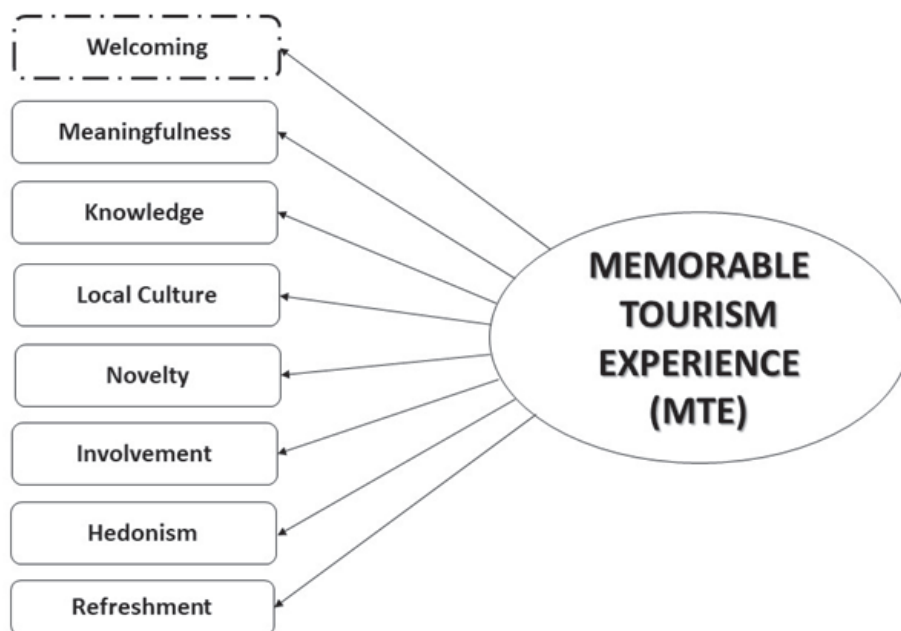 Welcoming
Meaningfulness
Knowledge
Local Culture
Novelty
Involvement
Hedonism
Refreshment
MEMORABLE
TOURISM
EXPERIENCE
(MTE)